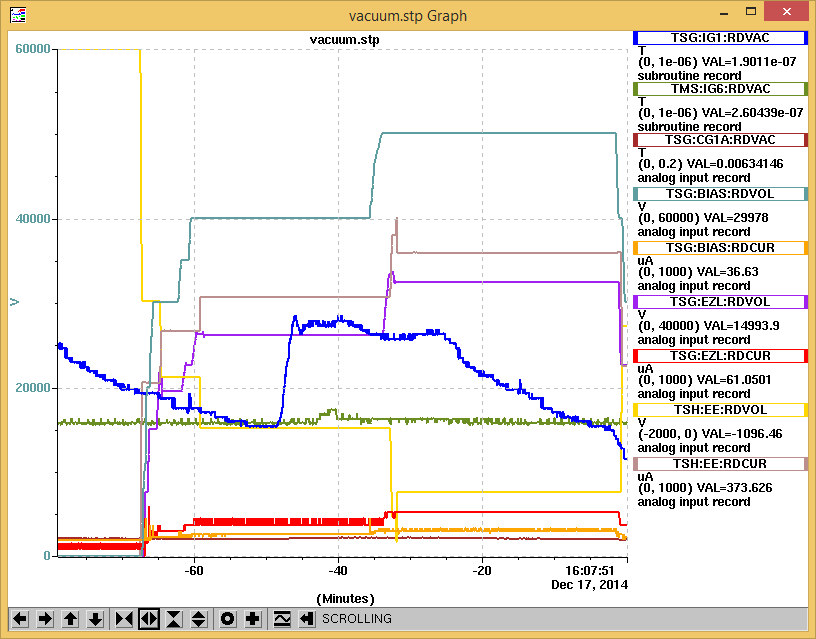 vacuum.stp Graph
vacuum.stp
60000
40000
V
20000
0
-60
-40
-20
16:07:51
Dec 17, 2014
(Minutes)
TSG:IG1:RDVAC
T
(0, 1e-06) VAL=1.9011e-07
subroutine record
TMS:IG6:RDVAC
T
(0, 1e-06) VAL=2.60439e-07
subroutine record
TSG:CG1A:RDVAC
T
(0, 0.2) VAL=0.00634146
analog input record
TSG:BIAS:RDVOL
V
(0, 60000) VAL=29978
analog input record
TSG:BIAS:RDCUR
uA
(0, 1000) VAL=36.63
analog input record
TSG:EZL:RDVOL
V
(0, 40000) VAL=14993.9
analog input record
TSG:EZL:RDCUR
uA
(0, 1000) VAL=61.0501
analog input record
TSH:EE:RDVOL
V
(-2000, 0) VAL=-1096.46
analog input record
TSH:EE:RDCUR
uA
(0, 1000) VAL=373.626
analog input record
SCROLLING